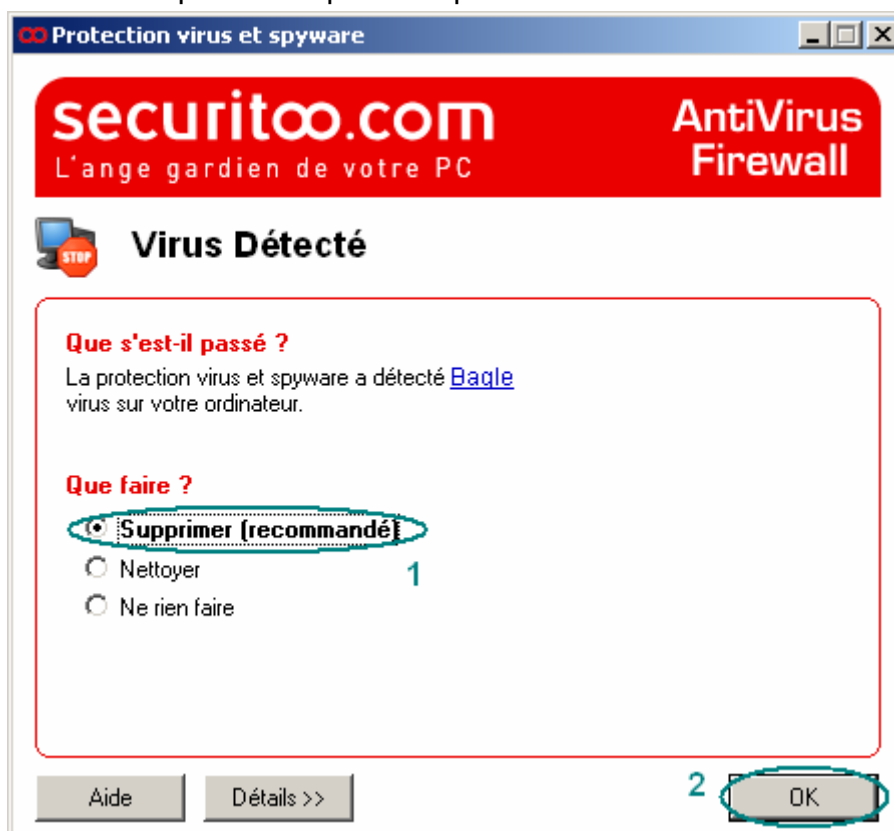 Protection virus et spyware
securitoo.com
L'ange gardien de votre PC
AntiVirus
Firewall
STOP
Virus Détecté
Que s'est-il passé ?
La protection virus et spyware a détecté Bagle
virus sur votre ordinateur.
Que faire ?
Supprimer (recommandé)
1
Nettoyer
Ne rien faire
Aide
Détails >>
2
OK